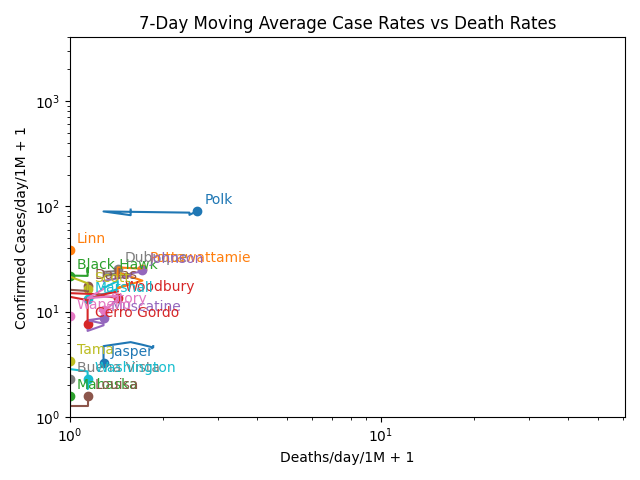 7-Day Moving Average Case Rates vs Death Rates
Confirmed Cases/day/1M + 1
10³
10²
10¹
10⁰
Polk
Linn
Dubuque
Pottawattamie
Johnson
Black Hawk
Dallas
Marshall
Woodbury
Wapello
Muscatine
Cerro Gordo
Tama
Jasper
Buena Vista
Washington
Mahaska
Louisa
10⁰
10¹
Deaths/day/1M + 1